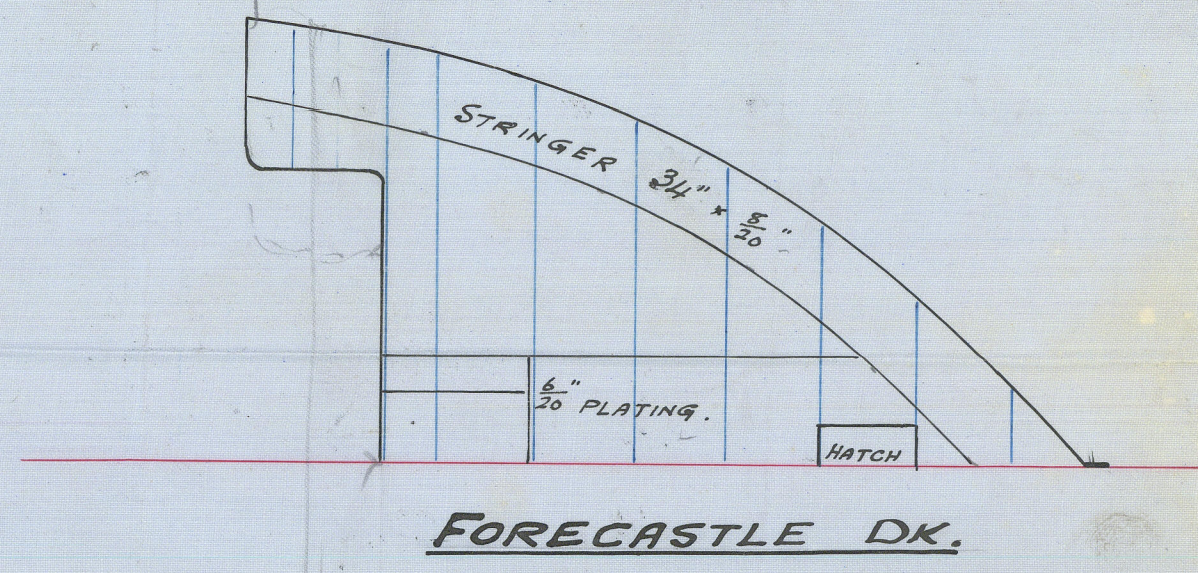 STRINGER 34" × 8/20"
6/20" PLATING.
HATCH
FORECASTLE DK.